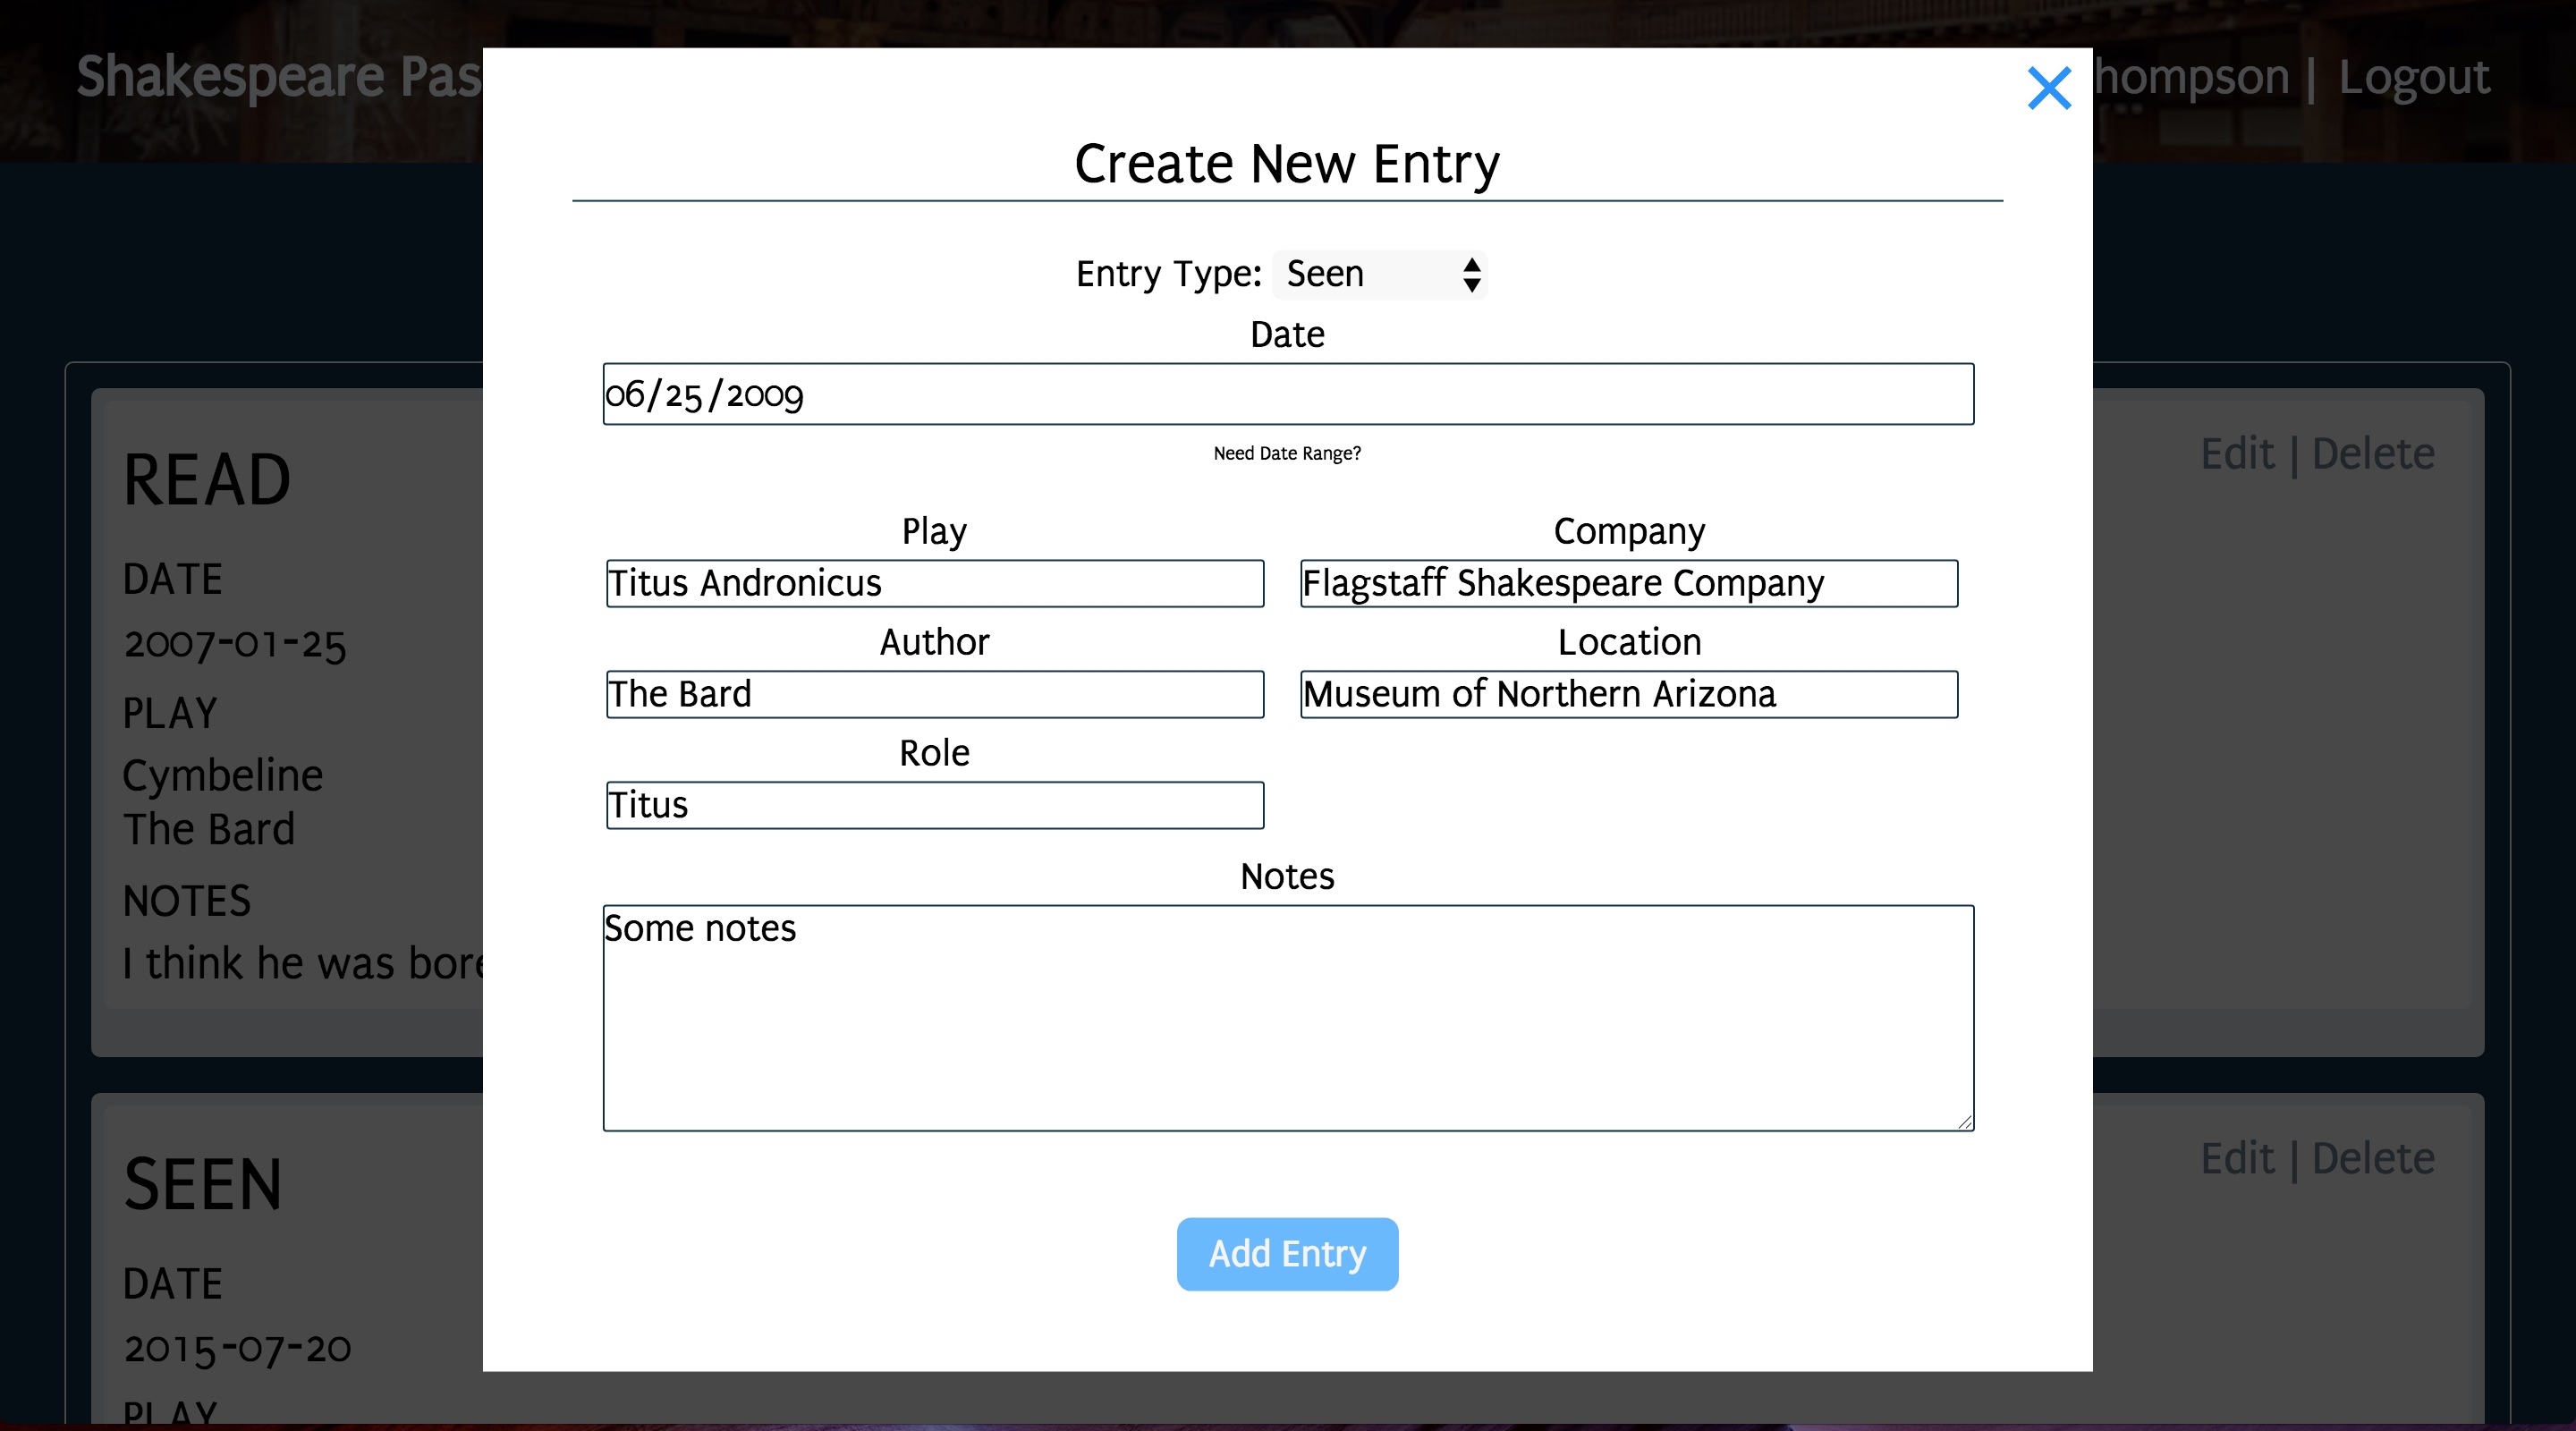 Shakespeare Pas
hompson | Logout
Create New Entry
Entry Type: Seen
Date
06/25/2009
Need Date Range?
Play
Company
Titus Andronicus
Flagstaff Shakespeare Company
Author
Location
The Bard
Museum of Northern Arizona
Role
Titus
Notes
Some notes
Add Entry
READ
Edit | Delete
DATE
2007-01-25
PLAY
Cymbeline
The Bard
NOTES
I think he was bore
SEEN
Edit | Delete
DATE
2015-07-20
PLAY